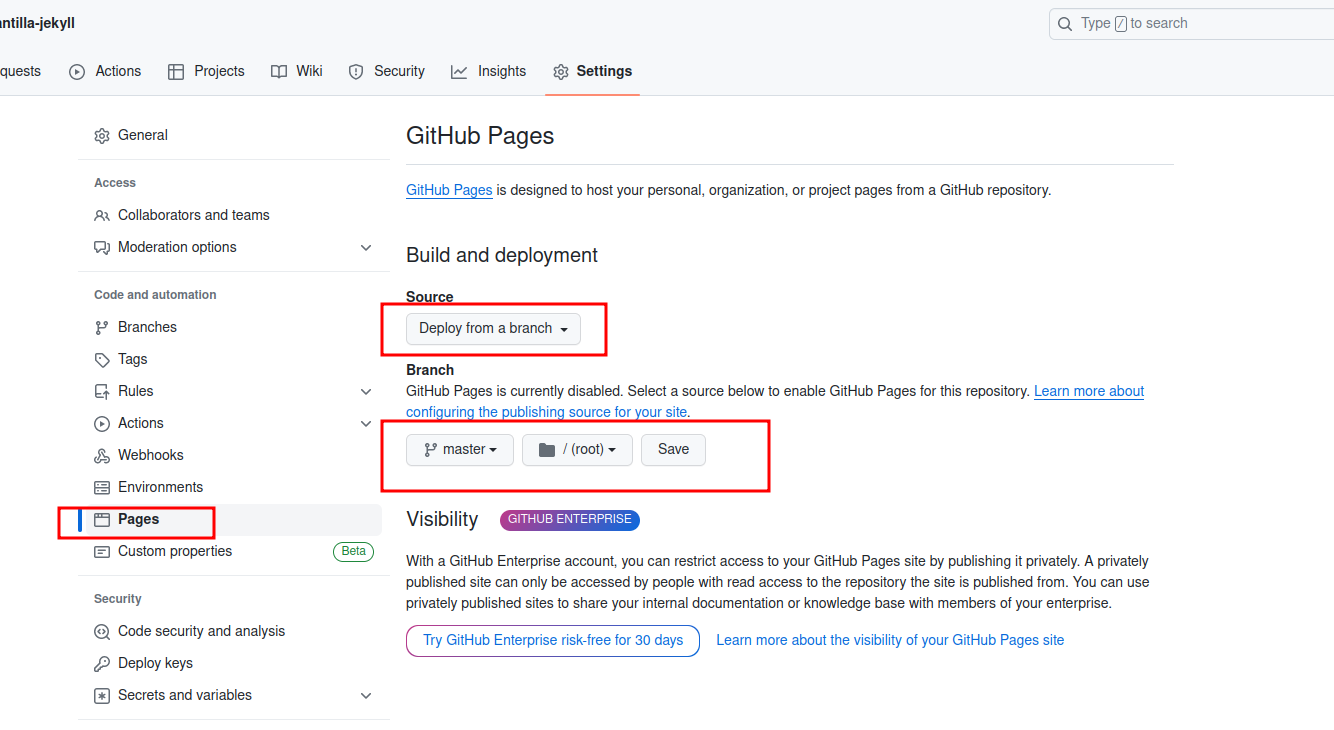 ntilla-jekyll
Type / to search
quests
Actions
Projects
Wiki
Security
Insights
Settings
General
Access
Collaborators and teams
Moderation options
Code and automation
Branches
Tags
Rules
Actions
Webhooks
Environments
Pages
Custom properties
Beta
Security
Code security and analysis
Deploy keys
Secrets and variables
GitHub Pages
GitHub Pages is designed to host your personal, organization, or project pages from a GitHub repository.
Build and deployment
Source
Deploy from a branch
Branch
GitHub Pages is currently disabled. Select a source below to enable GitHub Pages for this repository. Learn more about
configuring the publishing source for your site.
master
/ (root)
Save
Visibility
GITHUB ENTERPRISE
With a GitHub Enterprise account, you can restrict access to your GitHub Pages site by publishing it privately. A privately
published site can only be accessed by people with read access to the repository the site is published from. You can use
privately published sites to share your internal documentation or knowledge base with members of your enterprise.
Try GitHub Enterprise risk-free for 30 days
Learn more about the visibility of your GitHub Pages site